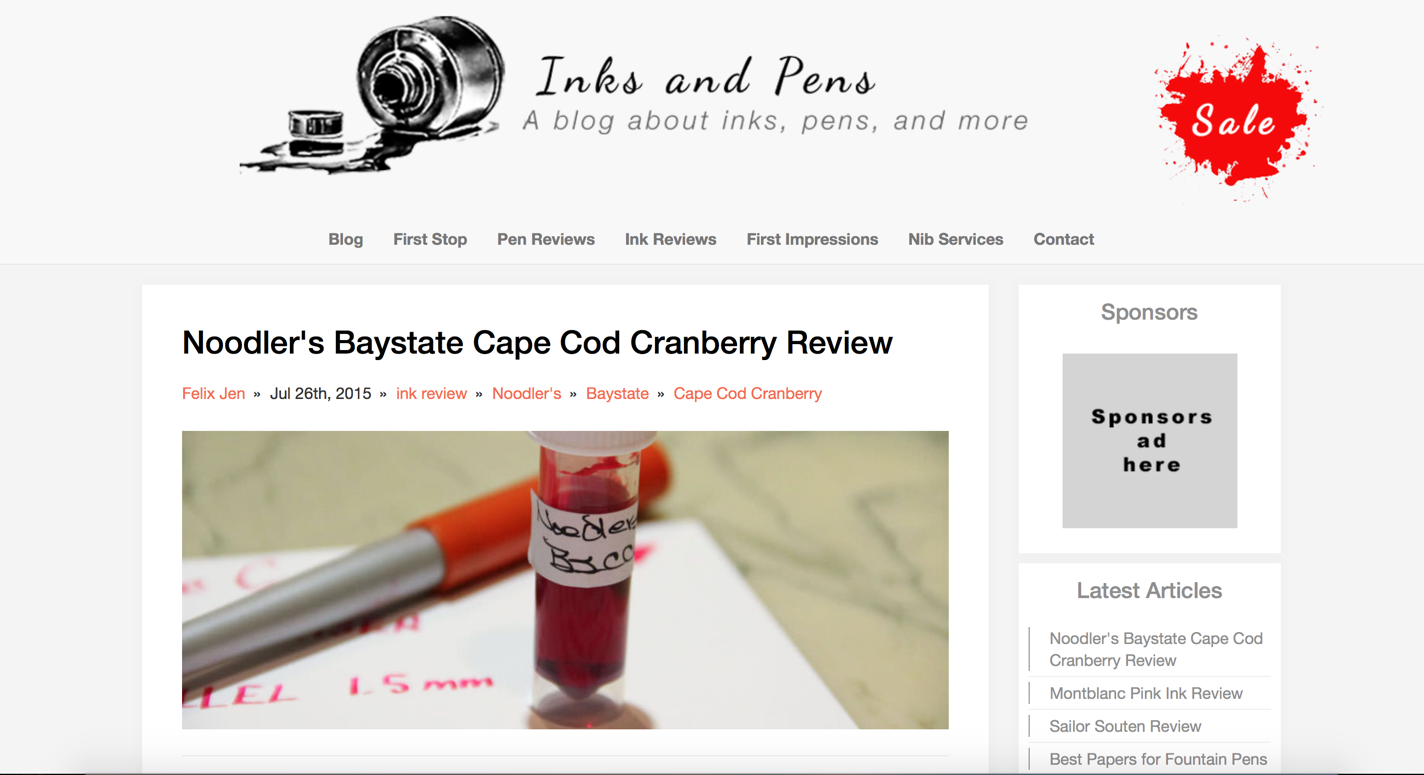 Inks and Pens
A blog about inks, pens, and more
Sale
Blog First Stop Pen Reviews Ink Reviews First Impressions Nib Services Contact
Noodler's Baystate Cape Cod Cranberry Review
Felix Jen » Jul 26th, 2015 » ink review » Noodler's » Baystate » Cape Cod Cranberry
Noodlers
BSCC
LLEL 1.5 mm
Sponsors
Sponsors
ad
here
Latest Articles
Noodler's Baystate Cape Cod
Cranberry Review
Montblanc Pink Ink Review
Sailor Souten Review
Best Papers for Fountain Pens